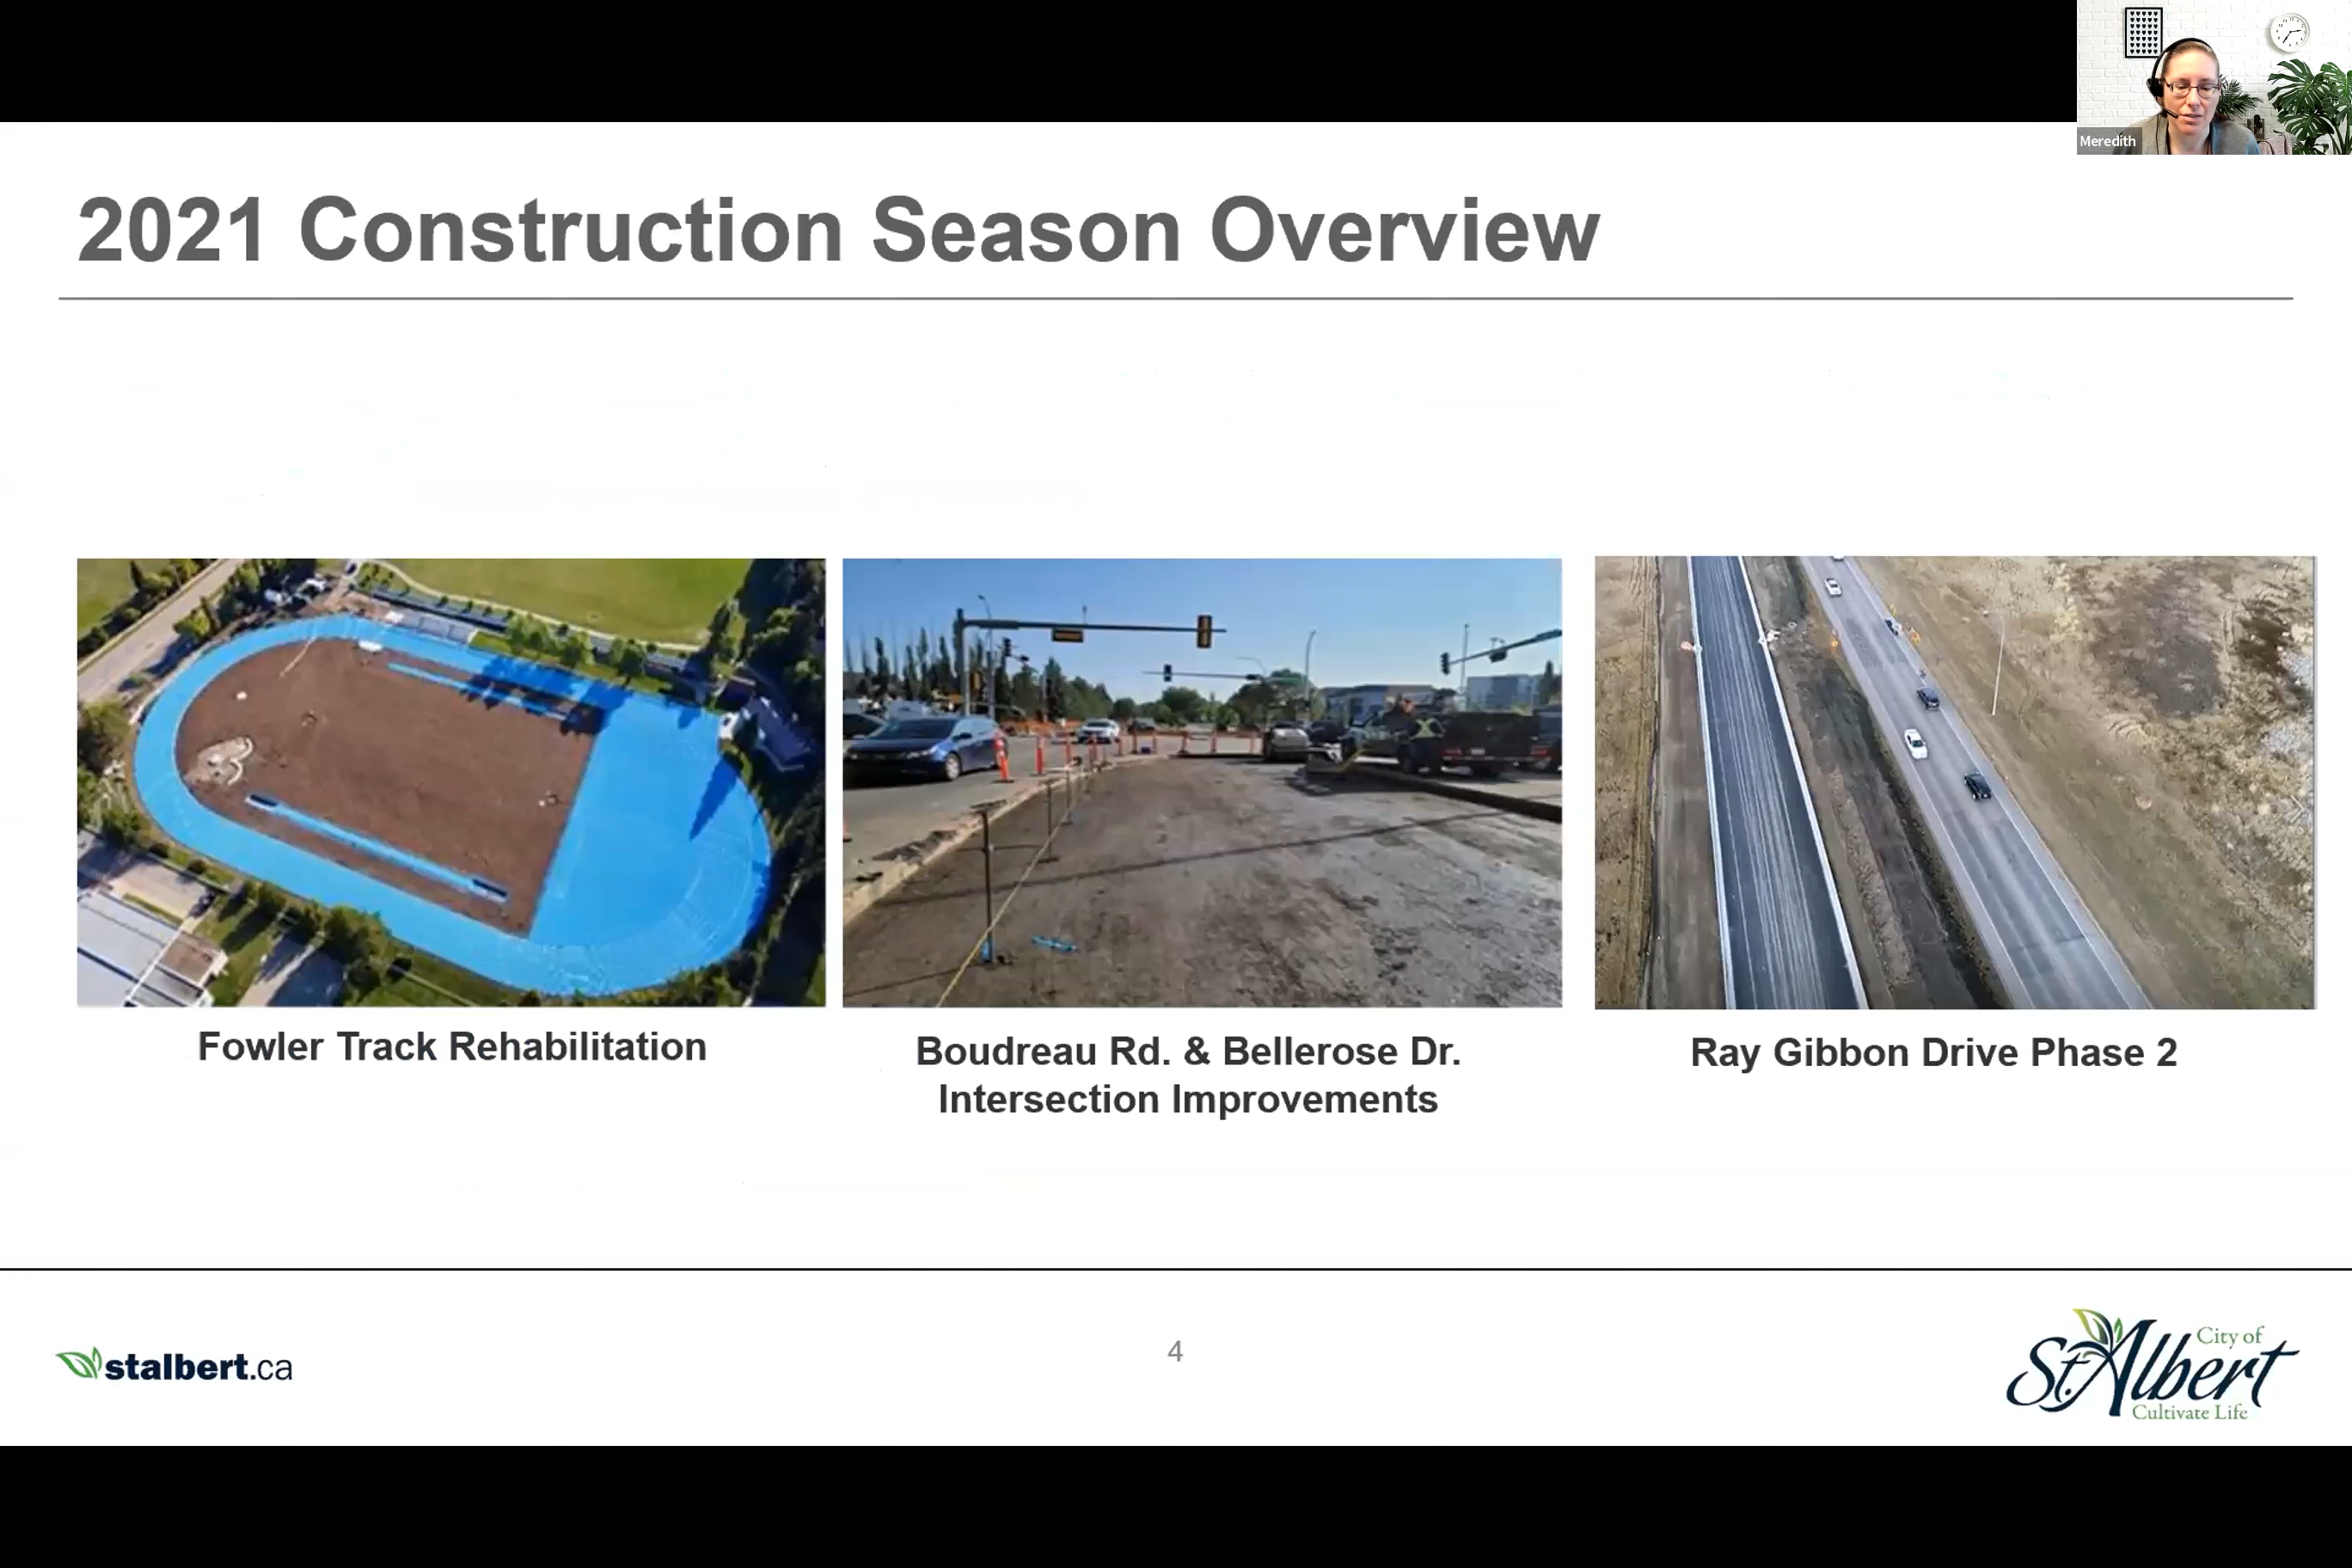 Meredith
2021 Construction Season Overview
Fowler Track Rehabilitation
Boudreau Rd. & Bellerose Dr.
Intersection Improvements
Ray Gibbon Drive Phase 2
stalbert.ca
4
City of
St. Albert
Cultivate Life